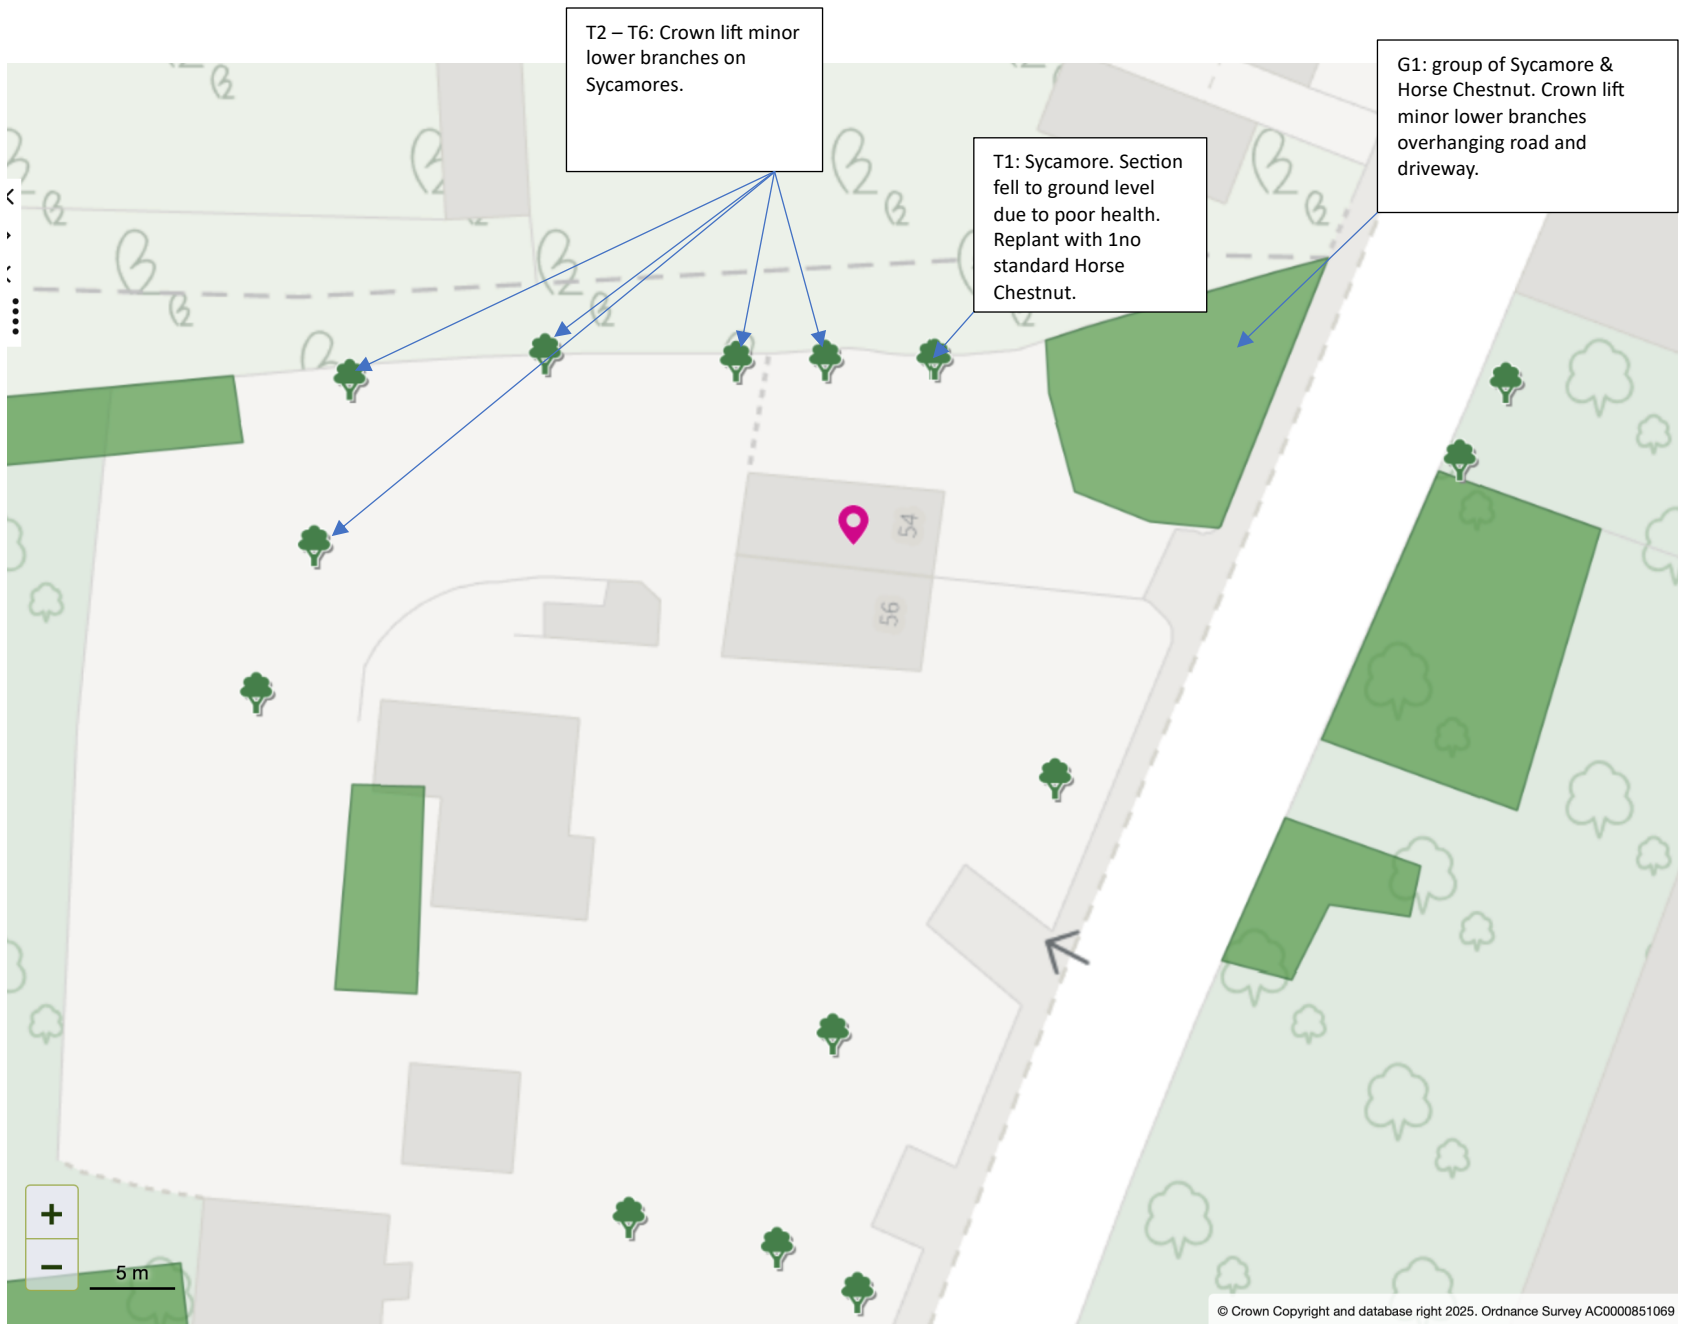 T2 – T6: Crown lift minor
lower branches on
Sycamores.
G1: group of Sycamore &
Horse Chestnut. Crown lift
minor lower branches
overhanging road and
driveway.
T1: Sycamore. Section
fell to ground level
due to poor health.
Replant with 1no
standard Horse
Chestnut.
54
56
+
−
5 m
© Crown Copyright and database right 2025. Ordnance Survey AC0000851069